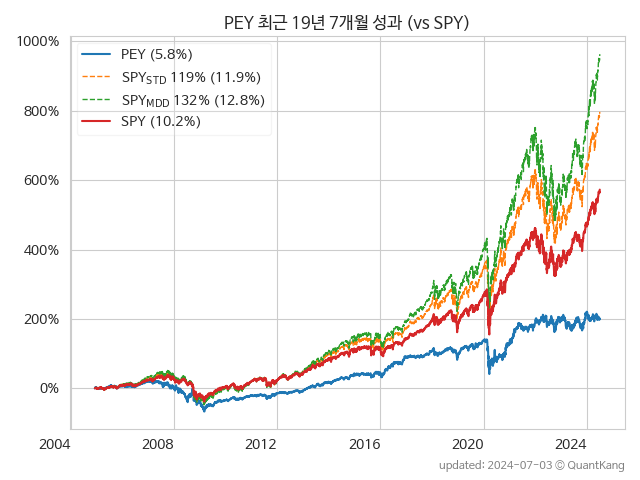 PEY 최근 19년 7개월 성과 (vs SPY)
1000%
800%
600%
400%
200%
0%
PEY (5.8%)
SPY_STD 119% (11.9%)
SPY_MDD 132% (12.8%)
SPY (10.2%)
2004
2008
2012
2016
2020
2024
updated: 2024-07-03 © QuantKang